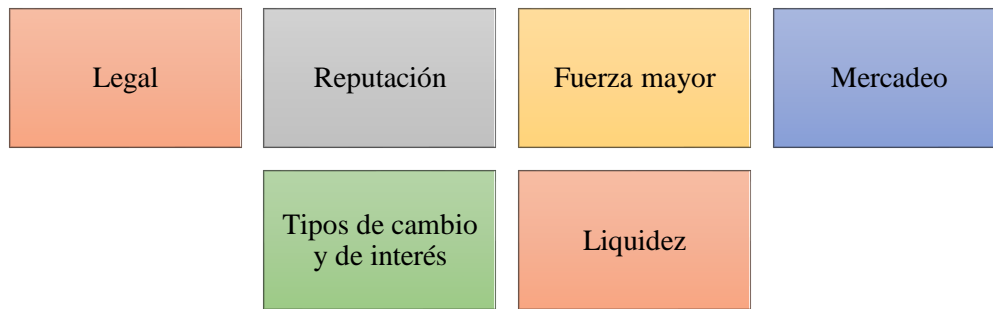 Legal
Reputación
Fuerza mayor
Mercadeo
Tipos de cambio
y de interés
Liquidez